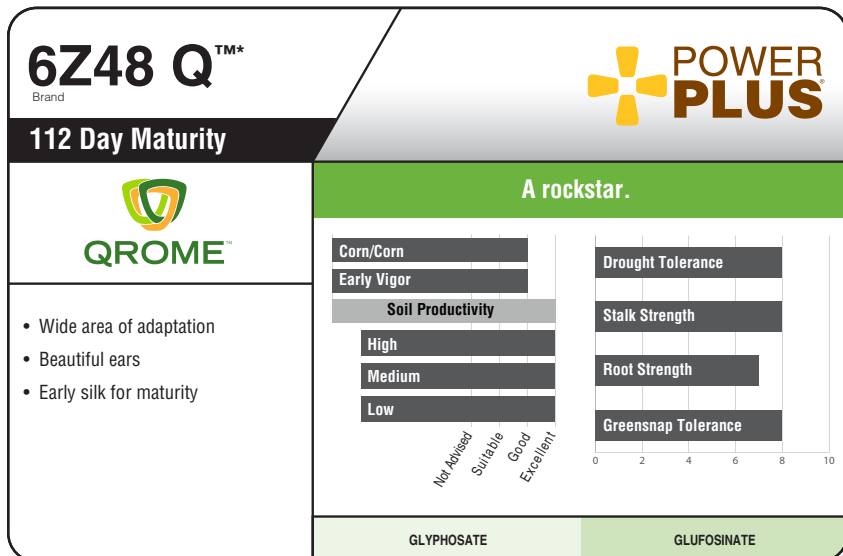 6Z48 Q™*
Brand
112 Day Maturity
POWER
PLUS®
QROME™
• Wide area of adaptation
• Beautiful ears
• Early silk for maturity
A rockstar.
Corn/Corn
Early Vigor
Soil Productivity
High
Medium
Low
Not Advised
Suitable
Good
Excellent
Drought Tolerance
Stalk Strength
Root Strength
Greensnap Tolerance
0 2 4 6 8 10
GLYPHOSATE
GLUFOSINATE